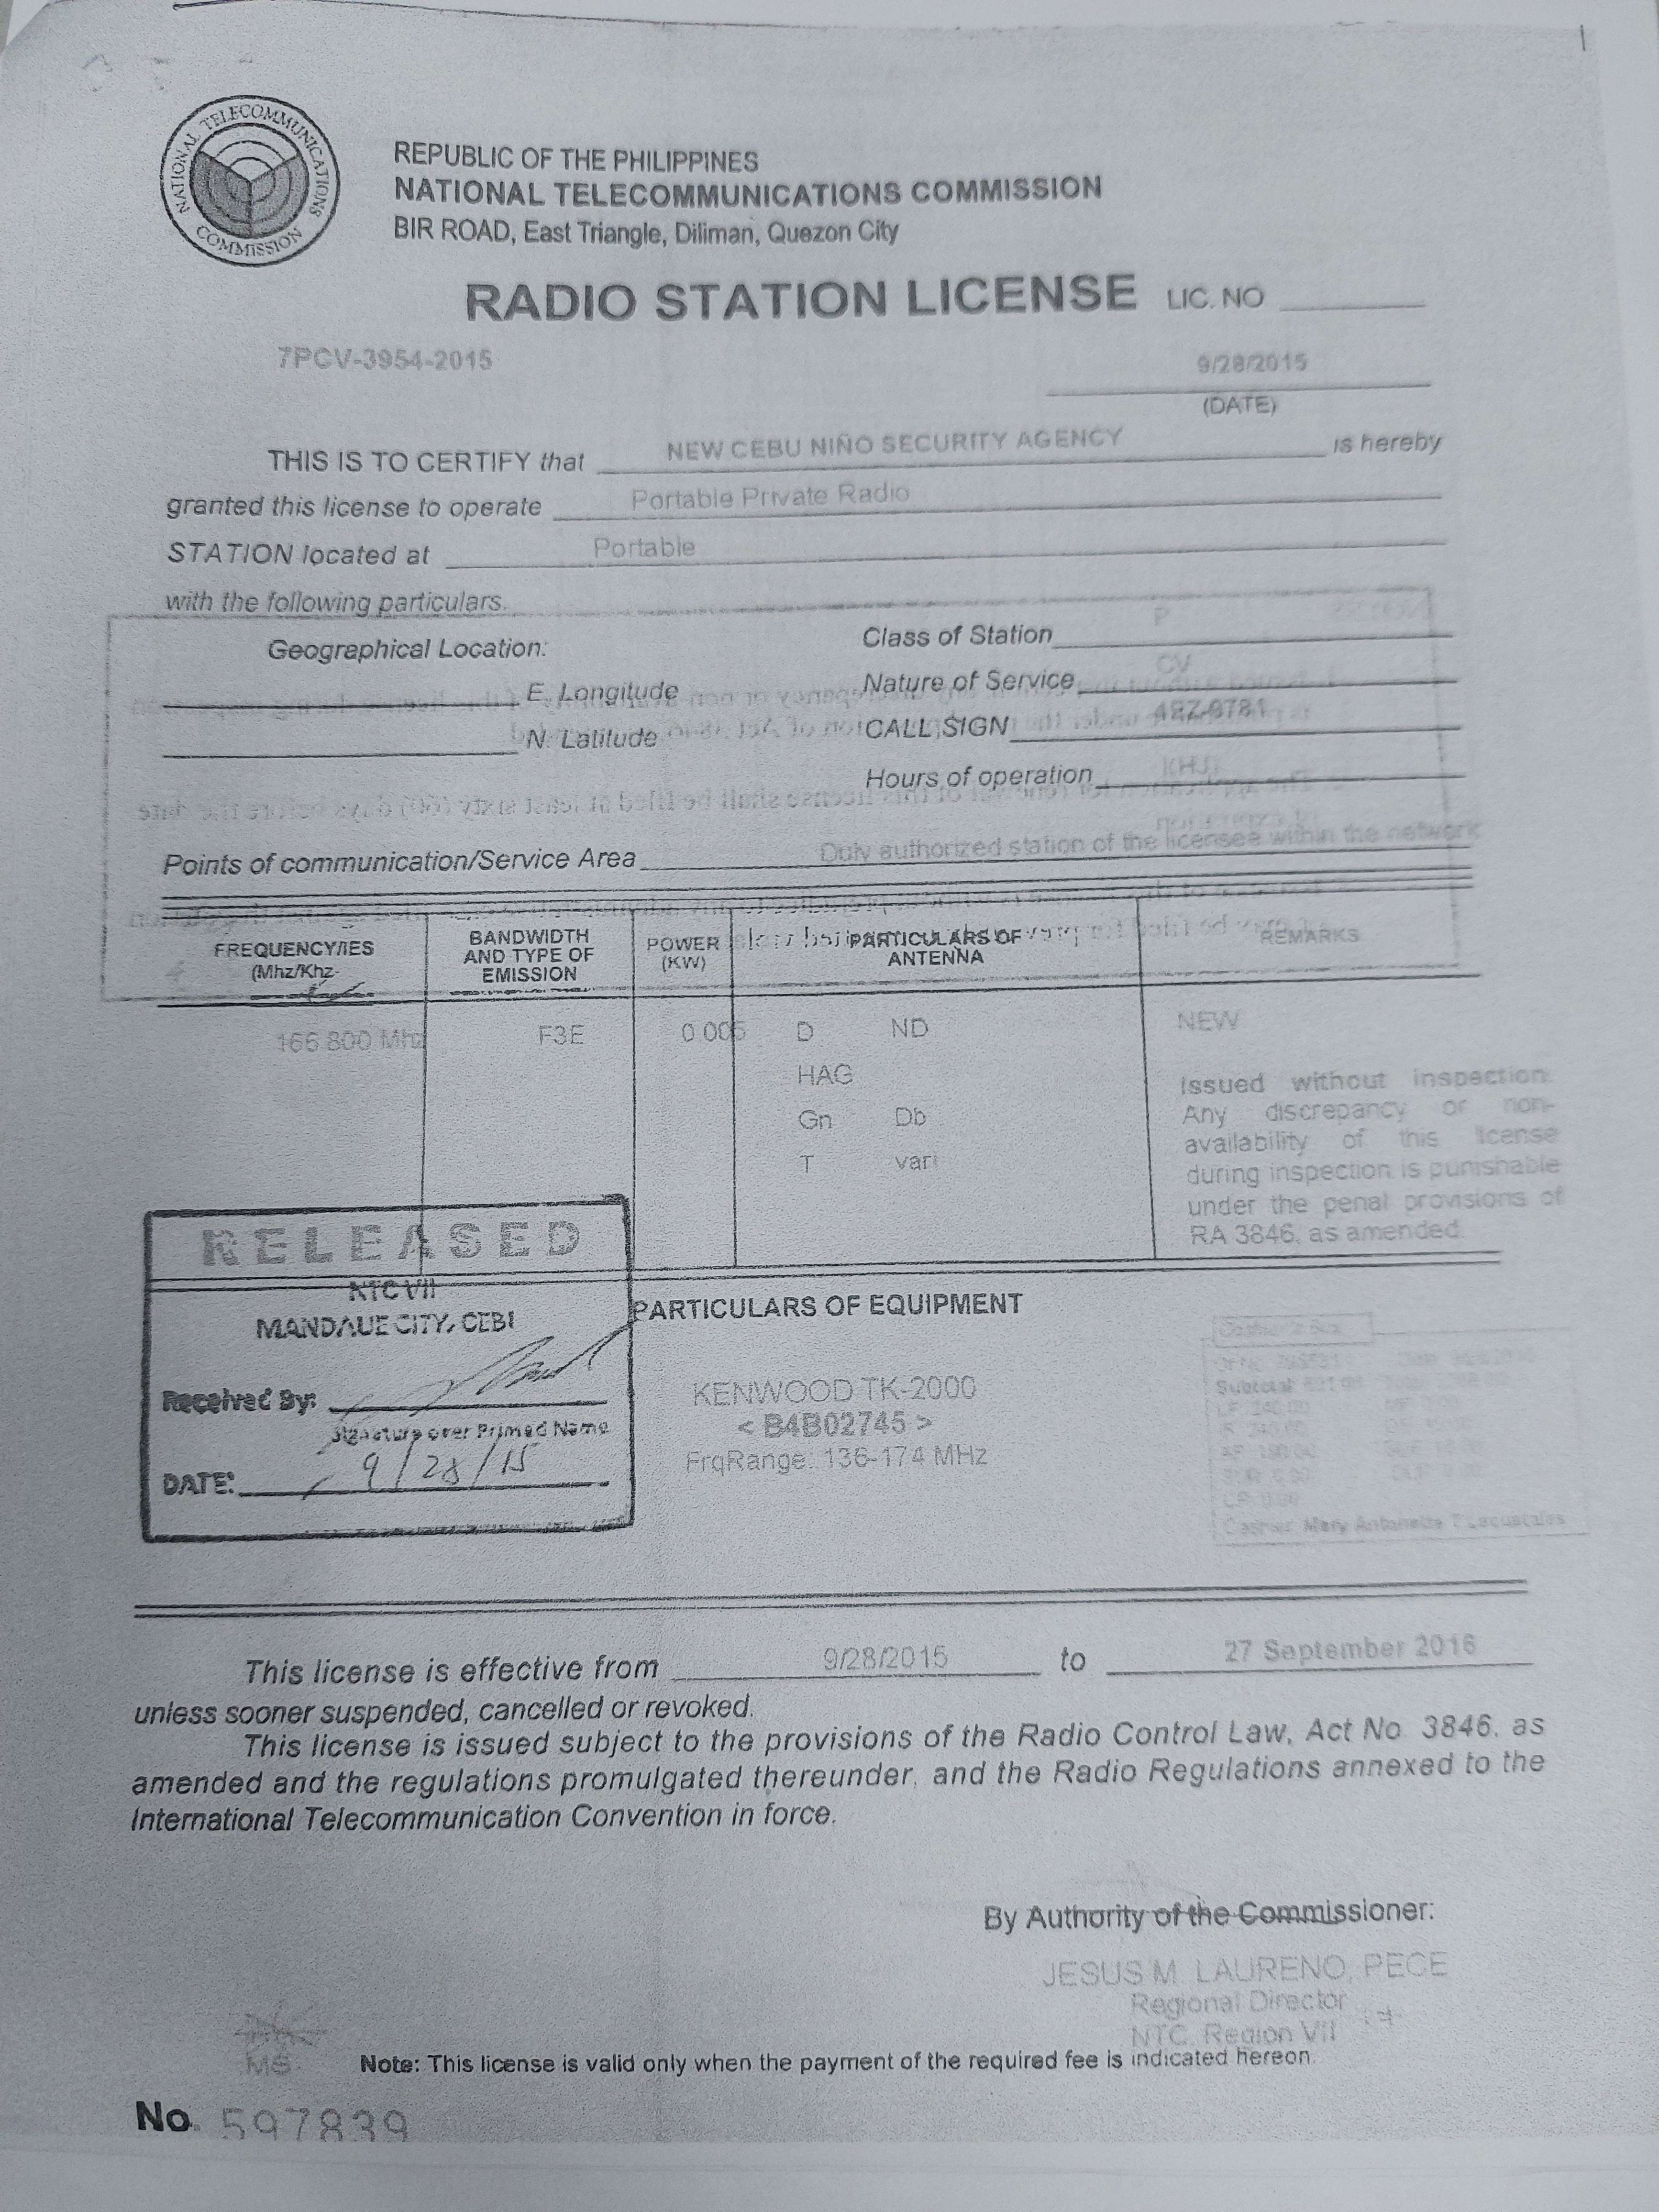 NATIONAL TELECOMMUNICATIONS COMMISSION
REPUBLIC OF THE PHILIPPINES
NATIONAL TELECOMMUNICATIONS COMMISSION
BIR ROAD, East Triangle, Diliman, Quezon City
RADIO STATION LICENSE LIC. NO
7PCV-3954-2015
9/28/2015
(DATE)
THIS IS TO CERTIFY that NEW CEBU NIÑO SECURITY AGENCY is hereby
granted this license to operate Portable Private Radio
STATION located at Portable
with the following particulars.
Geographical Location:
Class of Station P
E. Longitude
Nature of Service CV
N. Latitude
CALL SIGN
Hours of operation
Points of communication/Service Area Duly authorized station of the licensee within the network
FREQUENCY/IES
(Mhz/Khz-
BANDWIDTH
AND TYPE OF
EMISSION
POWER
(KW)
PARTICULARS OF
ANTENNA
REMARKS
166.800 Mhz F3E 0.005 D ND NEW
HAG
Gn Db
T vari
Issued without inspection.
Any discrepancy or non-
availability of this license
during inspection is punishable
under the penal provisions of
RA 3846, as amended.
RELEASED
NTC VII
MANDAUE CITY, CEBU
Received By:
Signature over Printed Name
DATE: 9/28/15
PARTICULARS OF EQUIPMENT
KENWOOD TK-2000
< B4B02745 >
FrqRange: 136-174 MHz
Subtotal
This license is effective from 9/28/2015 to 27 September 2016
unless sooner suspended, cancelled or revoked.
This license is issued subject to the provisions of the Radio Control Law, Act No. 3846, as
amended and the regulations promulgated thereunder, and the Radio Regulations annexed to the
International Telecommunication Convention in force.
By Authority of the Commissioner:
JESUS M. LAURENO, PECE
Regional Director
NTC, Region VII
MS
Note: This license is valid only when the payment of the required fee is indicated hereon.
No. 597839